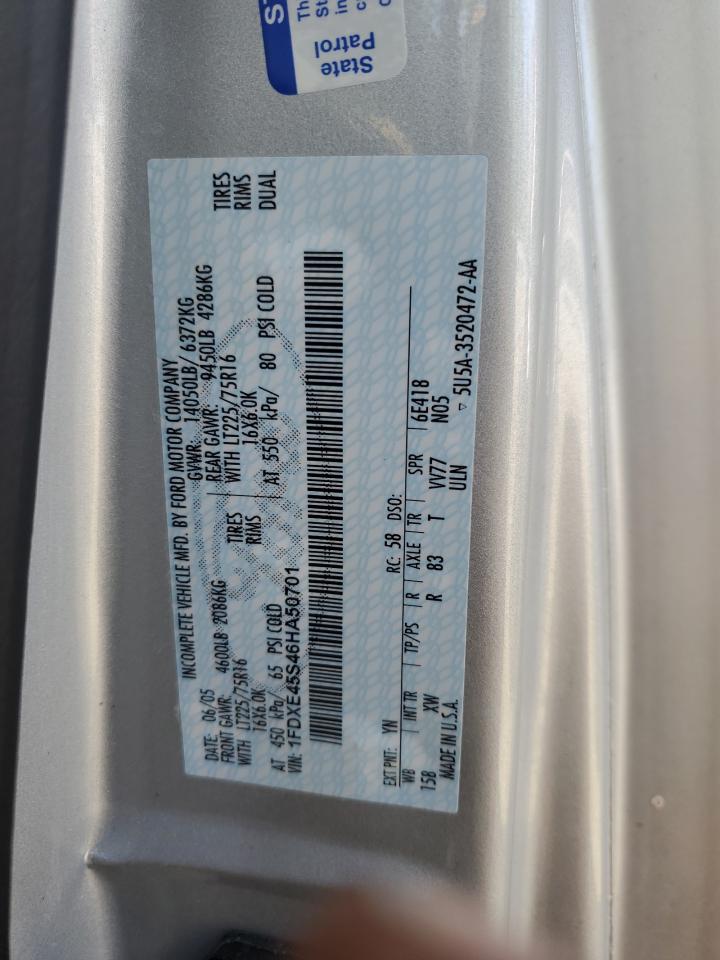 INCOMPLETE VEHICLE MFD. BY FORD MOTOR COMPANY
DATE: 06/05 GVWR: 14050LB/ 6372KG
FRONT GAWR: 4600LB 2086KG REAR GAWR: 9450LB 4286KG
WITH LT225/75R16 TIRES WITH LT225/75R16 TIRES
16X6.0K RIMS 16X6.0K RIMS
AT 450 kPa/ 65 PSI COLD AT 550 kPa/ 80 PSI COLD DUAL
VIN: 1FDXE45S46HA58701
EXT PNT: YN RC: 58 DSO:
WB INT TR TP/PS R AXLE TR SPR 6E418
158 XW R 83 T VV77 NO5
MADE IN U.S.A. ULN
▽ 5U5A-3520472-AA
State
Patrol